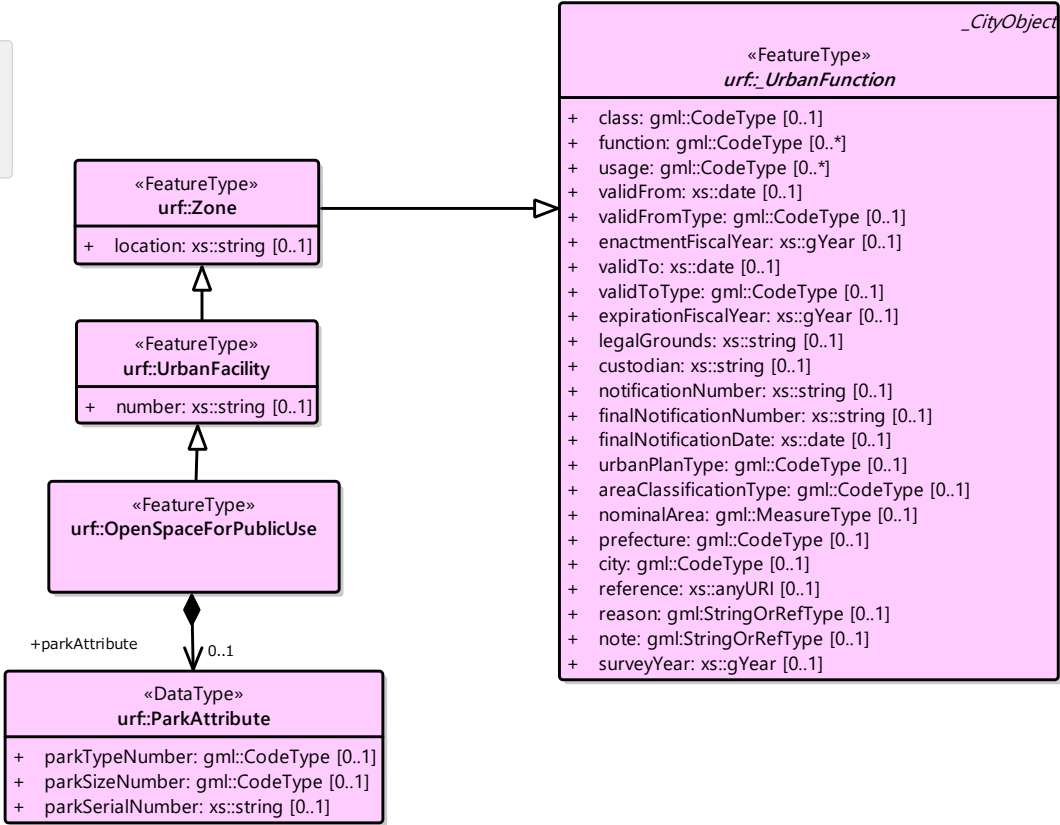 _CityObject
«FeatureType»
urf::_UrbanFunction
+ class: gml::CodeType [0..1]
+ function: gml::CodeType [0..*]
+ usage: gml::CodeType [0..*]
+ validFrom: xs::date [0..1]
+ validFromType: gml::CodeType [0..1]
+ enactmentFiscalYear: xs::gYear [0..1]
+ validTo: xs::date [0..1]
+ validToType: gml::CodeType [0..1]
+ expirationFiscalYear: xs::gYear [0..1]
+ legalGrounds: xs::string [0..1]
+ custodian: xs::string [0..1]
+ notificationNumber: xs::string [0..1]
+ finalNotificationNumber: xs::string [0..1]
+ finalNotificationDate: xs::date [0..1]
+ urbanPlanType: gml::CodeType [0..1]
+ areaClassificationType: gml::CodeType [0..1]
+ nominalArea: gml::MeasureType [0..1]
+ prefecture: gml::CodeType [0..1]
+ city: gml::CodeType [0..1]
+ reference: xs::anyURI [0..1]
+ reason: gml:StringOrRefType [0..1]
+ note: gml:StringOrRefType [0..1]
+ surveyYear: xs::gYear [0..1]
«FeatureType»
urf::Zone
+ location: xs::string [0..1]
«FeatureType»
urf::UrbanFacility
+ number: xs::string [0..1]
«FeatureType»
urf::OpenSpaceForPublicUse
+parkAttribute
0..1
«DataType»
urf::ParkAttribute
+ parkTypeNumber: gml::CodeType [0..1]
+ parkSizeNumber: gml::CodeType [0..1]
+ parkSerialNumber: xs::string [0..1]